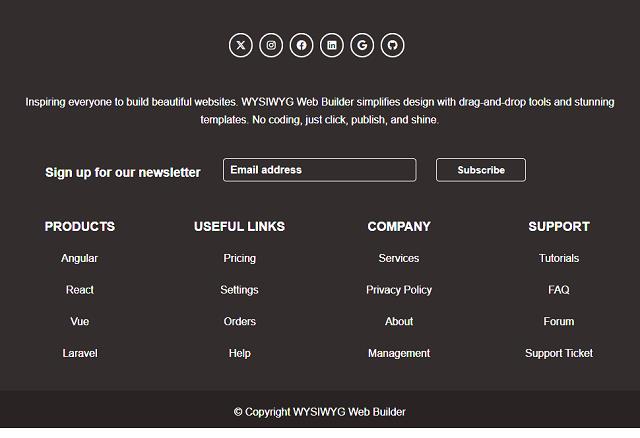 Inspiring everyone to build beautiful websites. WYSIWYG Web Builder simplifies design with drag-and-drop tools and stunning
templates. No coding, just click, publish, and shine.
Sign up for our newsletter Email address Subscribe
PRODUCTS USEFUL LINKS COMPANY SUPPORT
Angular Pricing Services Tutorials
React Settings Privacy Policy FAQ
Vue Orders About Forum
Laravel Help Management Support Ticket
© Copyright WYSIWYG Web Builder